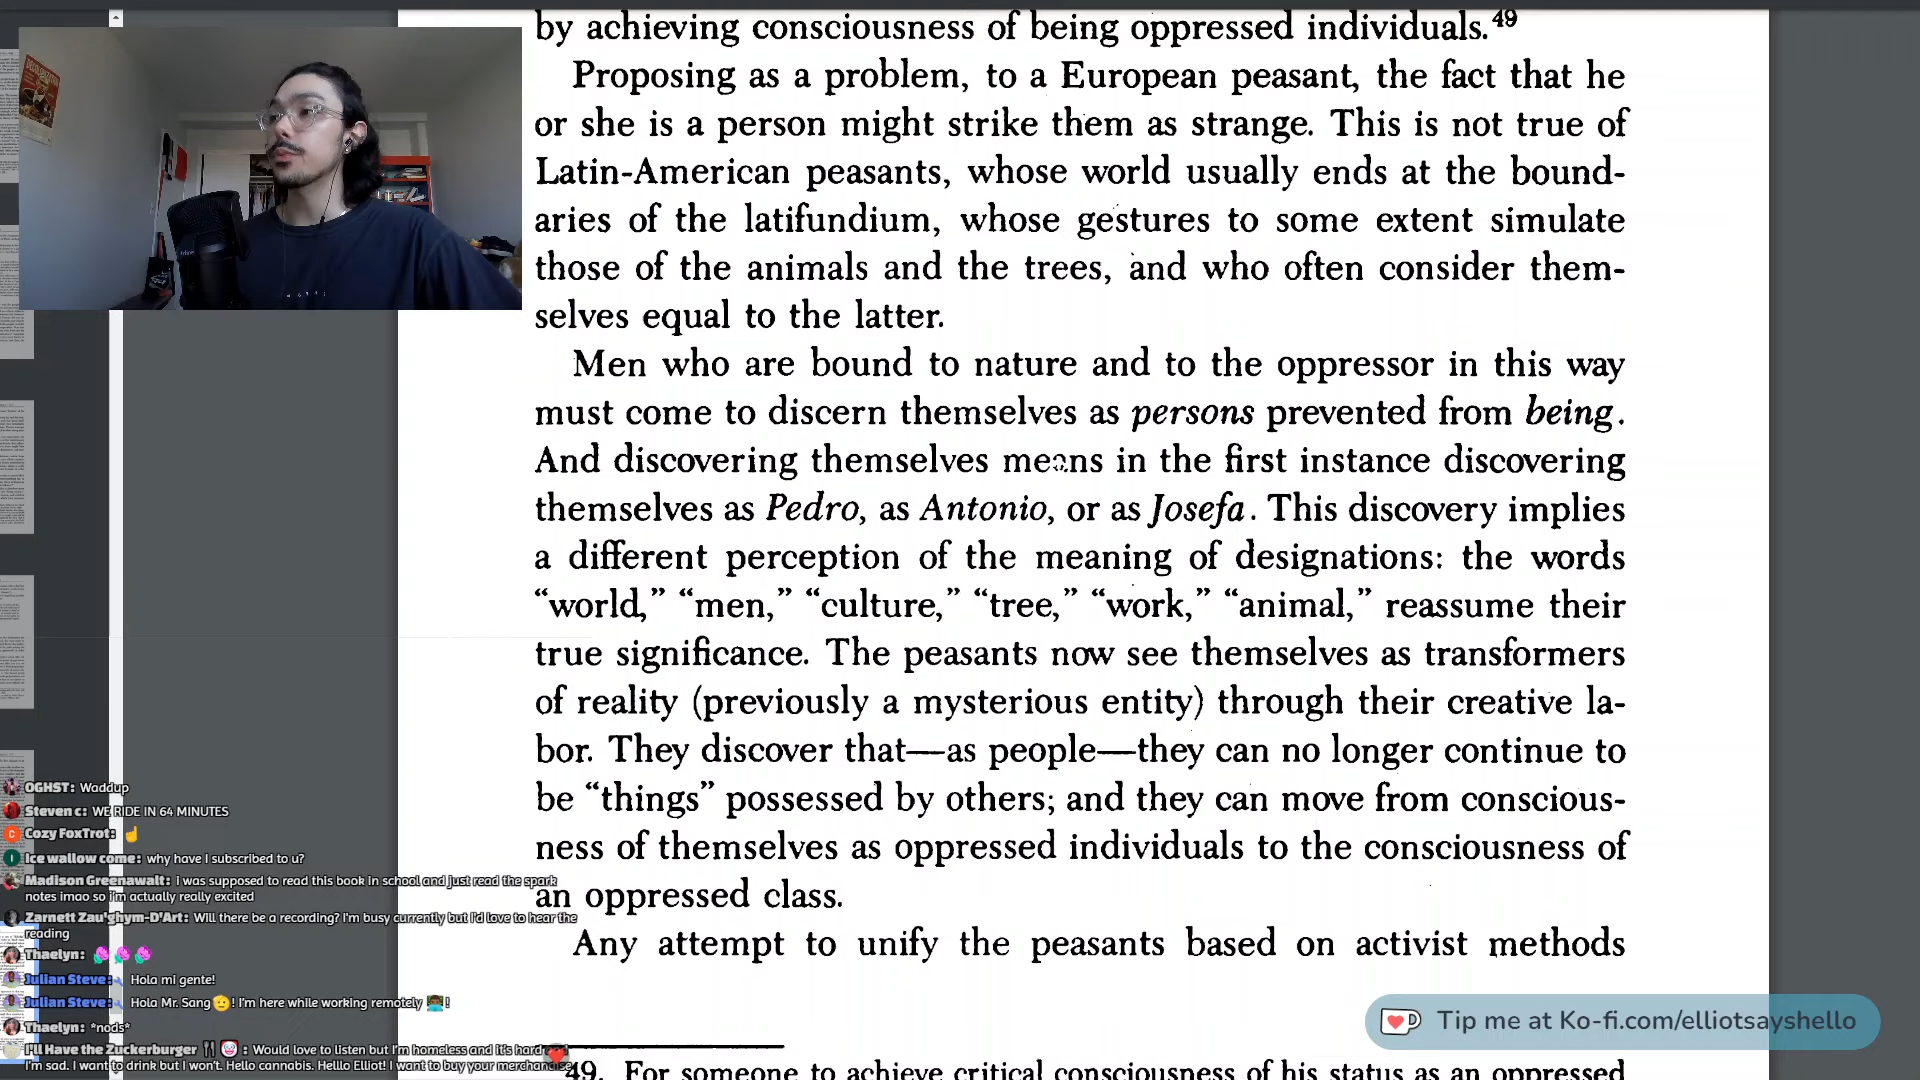 by achieving consciousness of being oppressed individuals.49
Proposing as a problem, to a European peasant, the fact that he
or she is a person might strike them as strange. This is not true of
Latin-American peasants, whose world usually ends at the bound-
aries of the latifundium, whose gestures to some extent simulate
those of the animals and the trees, and who often consider them-
selves equal to the latter.
Men who are bound to nature and to the oppressor in this way
must come to discern themselves as persons prevented from being.
And discovering themselves means in the first instance discovering
themselves as Pedro, as Antonio, or as Josefa. This discovery implies
a different perception of the meaning of designations: the words
“world,” “men,” “culture,” “tree,” “work,” “animal,” reassume their
true significance. The peasants now see themselves as transformers
of reality (previously a mysterious entity) through their creative la-
bor. They discover that—as people—they can no longer continue to
be “things” possessed by others; and they can move from conscious-
ness of themselves as oppressed individuals to the consciousness of
an oppressed class.
Any attempt to unify the peasants based on activist methods
49. For someone to achieve critical consciousness of his status as an oppressed
OGHST: Waddup
Steven c: WE RIDE IN 64 MINUTES
Cozy FoxTrot: ☝
Ice wallow come: why have I subscribed to u?
Madison Greenawalt: i was supposed to read this book in school and just read the spark
notes lmao so i'm actually really excited
Zarnett Zau'ghym-D'Art: Will there be a recording? I'm busy currently but I'd love to hear the
reading
Thaelyn:
Julian Steve: Hola mi gente!
Julian Steve: Hola Mr. Sang! I'm here while working remotely !
Thaelyn: *nods*
I'll Have the Zuckerburger : Would love to listen but I'm homeless and it's hard
I'm sad. I want to drink but I won't. Hello cannabis. Helllo Elliot! I want to buy your merchandise
Tip me at Ko-fi.com/elliotsayshello